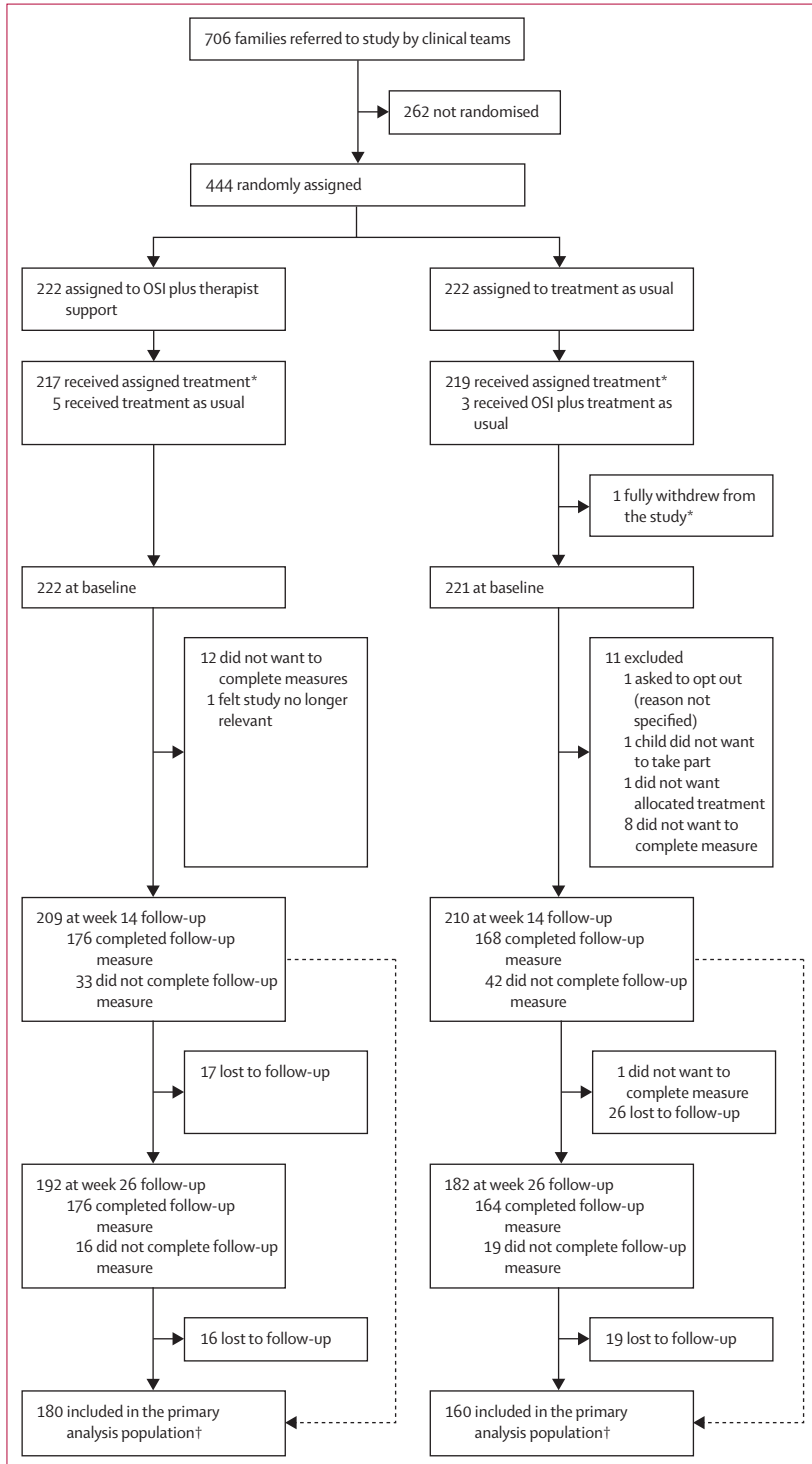 706 families referred to study by clinical teams
262 not randomised
444 randomly assigned
222 assigned to OSI plus therapist
support
222 assigned to treatment as usual
217 received assigned treatment*
5 received treatment as usual
219 received assigned treatment*
3 received OSI plus treatment as
usual
1 fully withdrew from
the study*
222 at baseline
221 at baseline
12 did not want to
complete measures
1 felt study no longer
relevant
11 excluded
1 asked to opt out
(reason not
specified)
1 child did not want
to take part
1 did not want
allocated treatment
8 did not want to
complete measure
209 at week 14 follow-up
176 completed follow-up
measure
33 did not complete follow-up
measure
210 at week 14 follow-up
168 completed follow-up
measure
42 did not complete follow-up
measure
17 lost to follow-up
1 did not want to
complete measure
26 lost to follow-up
192 at week 26 follow-up
176 completed follow-up
measure
16 did not complete follow-up
measure
182 at week 26 follow-up
164 completed follow-up
measure
19 did not complete follow-up
measure
16 lost to follow-up
19 lost to follow-up
180 included in the primary
analysis population†
160 included in the primary
analysis population†